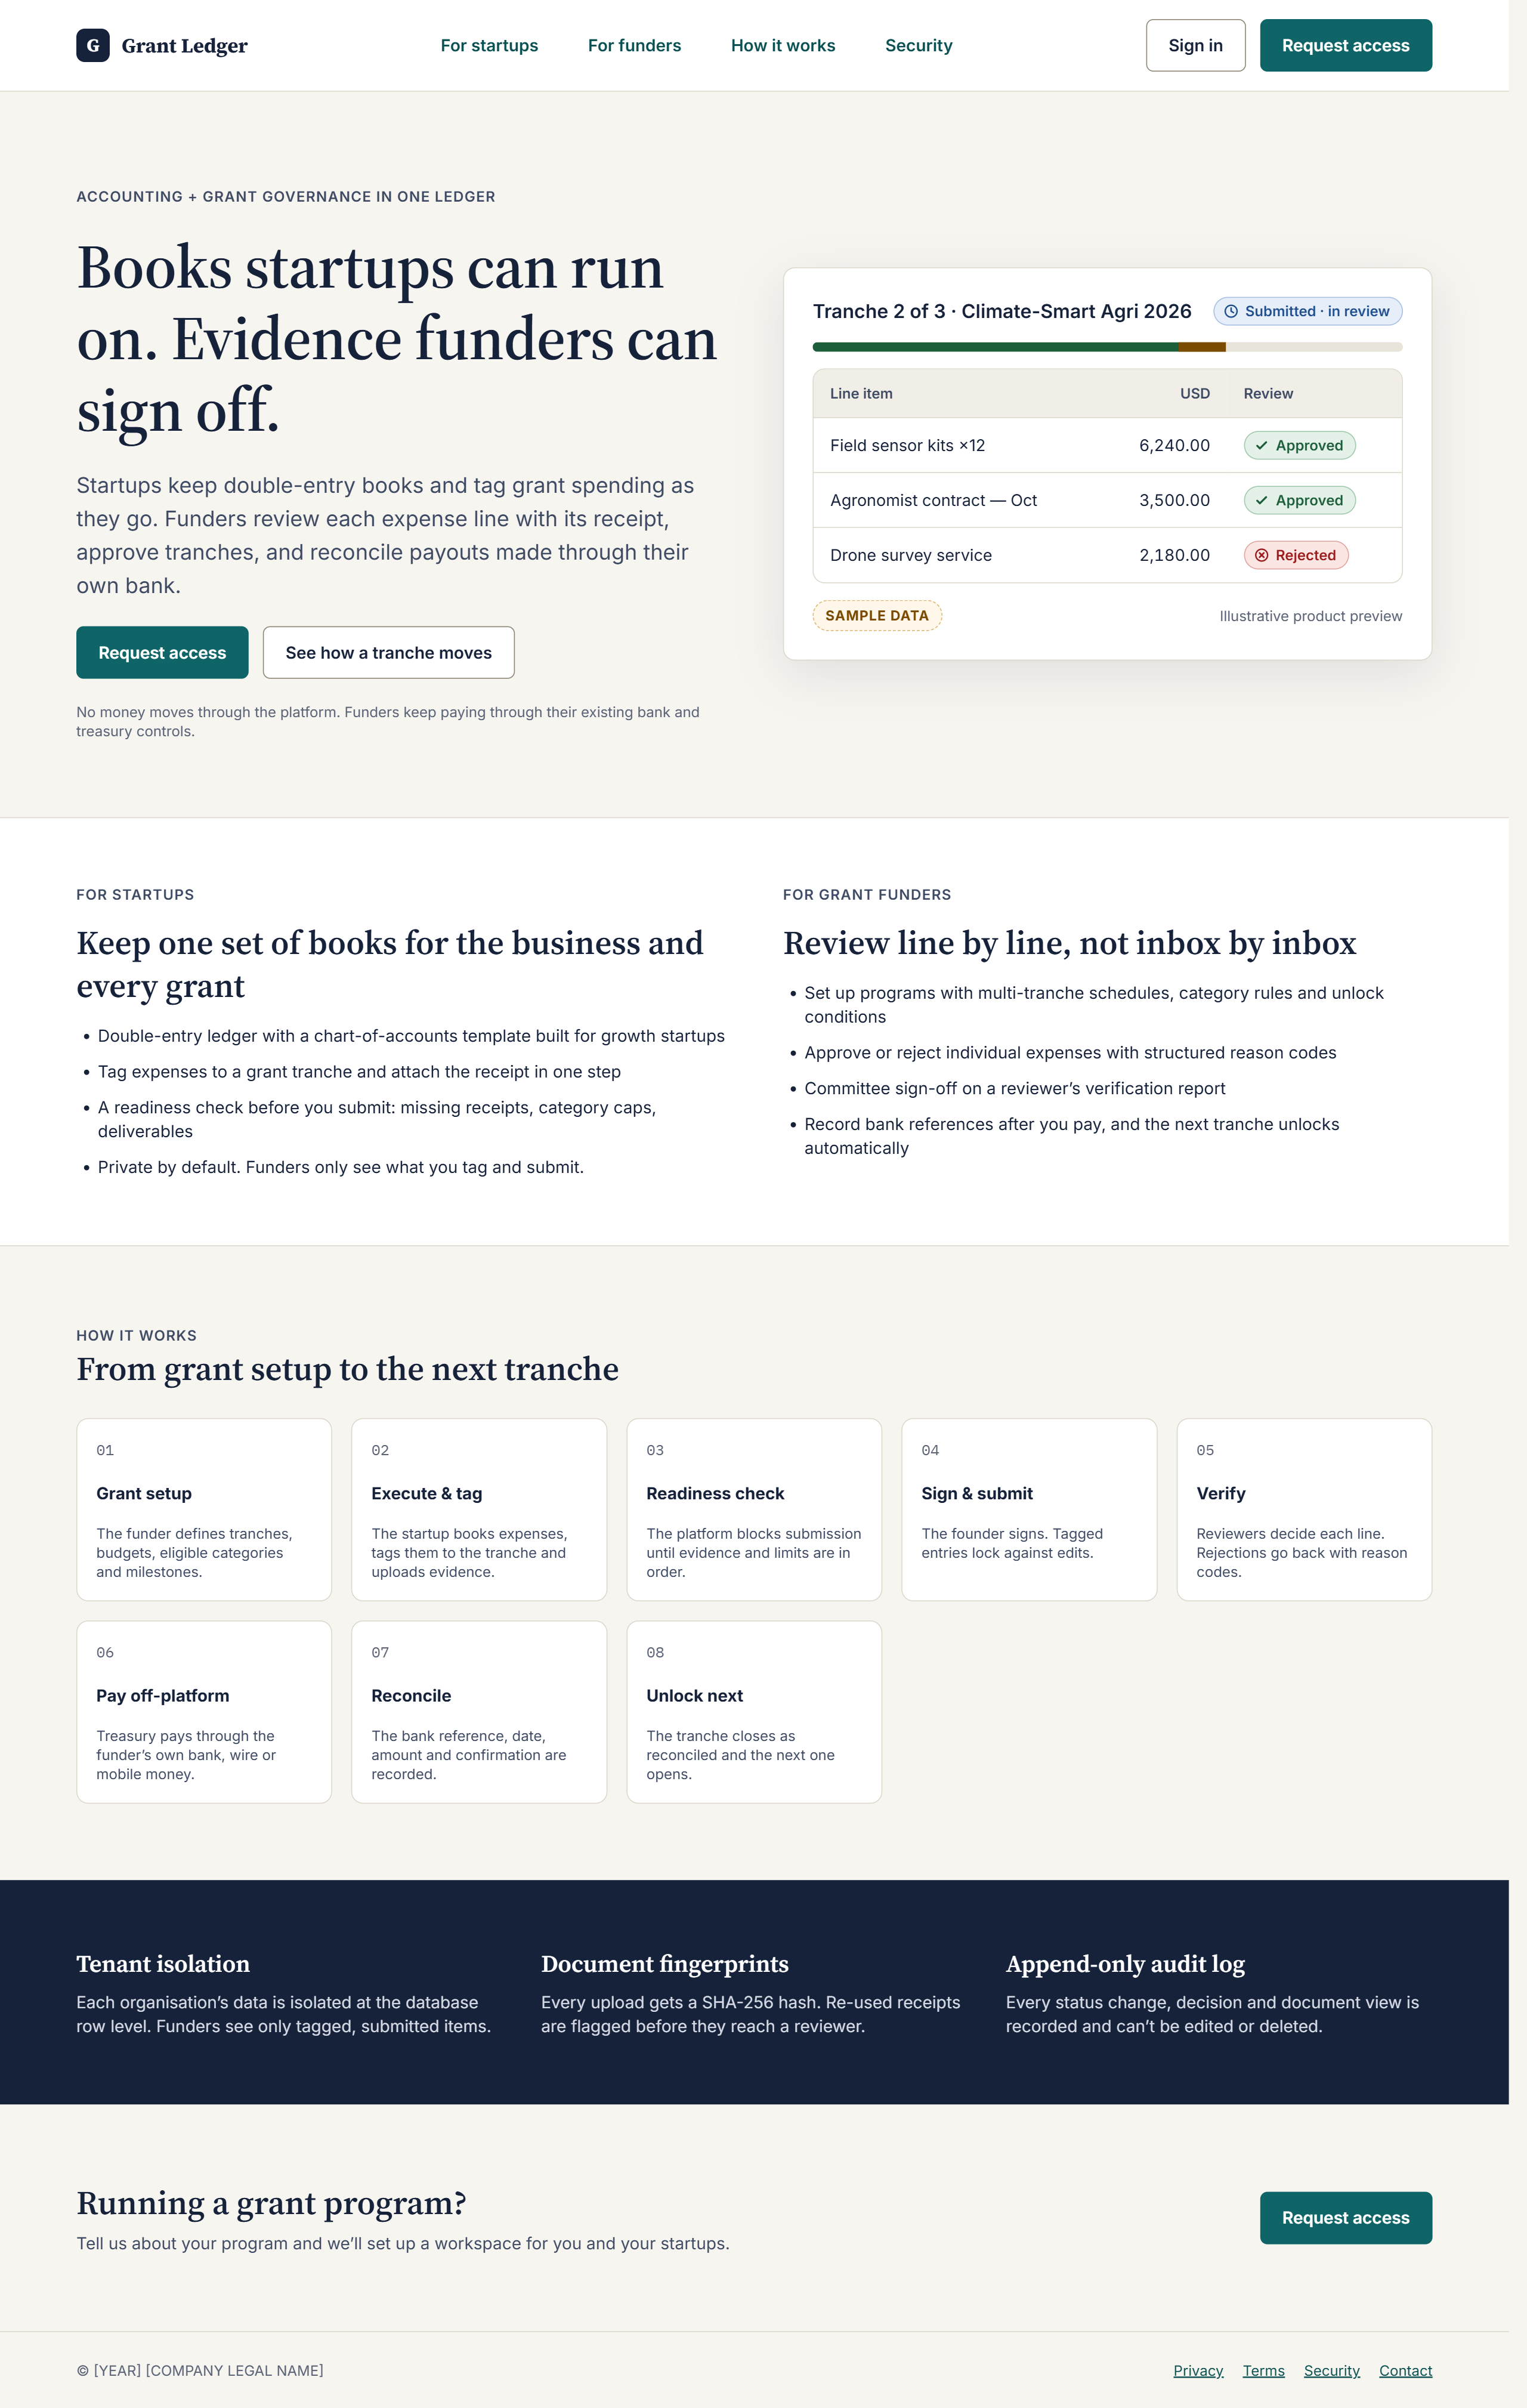 G Grant Ledger
For startups For funders How it works Security
Sign in Request access
ACCOUNTING + GRANT GOVERNANCE IN ONE LEDGER
Books startups can run
on. Evidence funders can
sign off.
Startups keep double-entry books and tag grant spending as
they go. Funders review each expense line with its receipt,
approve tranches, and reconcile payouts made through their
own bank.
Request access See how a tranche moves
No money moves through the platform. Funders keep paying through their existing bank and
treasury controls.
Tranche 2 of 3 · Climate-Smart Agri 2026 Submitted · in review
Line item USD Review
Field sensor kits ×12 6,240.00 Approved
Agronomist contract — Oct 3,500.00 Approved
Drone survey service 2,180.00 Rejected
SAMPLE DATA Illustrative product preview
FOR STARTUPS
Keep one set of books for the business and
every grant
• Double-entry ledger with a chart-of-accounts template built for growth startups
• Tag expenses to a grant tranche and attach the receipt in one step
• A readiness check before you submit: missing receipts, category caps,
deliverables
• Private by default. Funders only see what you tag and submit.
FOR GRANT FUNDERS
Review line by line, not inbox by inbox
• Set up programs with multi-tranche schedules, category rules and unlock
conditions
• Approve or reject individual expenses with structured reason codes
• Committee sign-off on a reviewer’s verification report
• Record bank references after you pay, and the next tranche unlocks
automatically
HOW IT WORKS
From grant setup to the next tranche
01
Grant setup
The funder defines tranches,
budgets, eligible categories
and milestones.
02
Execute & tag
The startup books expenses,
tags them to the tranche and
uploads evidence.
03
Readiness check
The platform blocks submission
until evidence and limits are in
order.
04
Sign & submit
The founder signs. Tagged
entries lock against edits.
05
Verify
Reviewers decide each line.
Rejections go back with reason
codes.
06
Pay off-platform
Treasury pays through the
funder’s own bank, wire or
mobile money.
07
Reconcile
The bank reference, date,
amount and confirmation are
recorded.
08
Unlock next
The tranche closes as
reconciled and the next one
opens.
Tenant isolation
Each organisation’s data is isolated at the database
row level. Funders see only tagged, submitted items.
Document fingerprints
Every upload gets a SHA-256 hash. Re-used receipts
are flagged before they reach a reviewer.
Append-only audit log
Every status change, decision and document view is
recorded and can’t be edited or deleted.
Running a grant program?
Tell us about your program and we’ll set up a workspace for you and your startups.
Request access
© [YEAR] [COMPANY LEGAL NAME]
Privacy Terms Security Contact